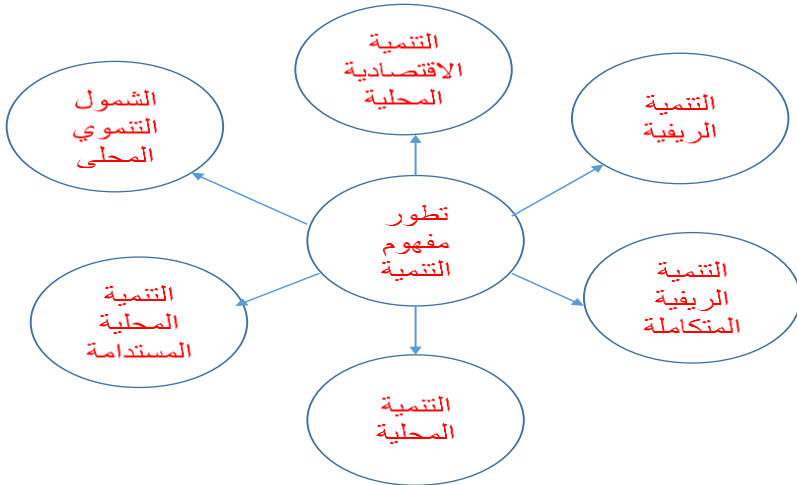 التنمية
الاقتصادية
المحلية
التنمية
الريفية
الشمول
التنموي
المحلى
تطور
مفهوم
التنمية
التنمية
الريفية
المتكاملة
التنمية
المحلية
المستدامة
التنمية
المحلية